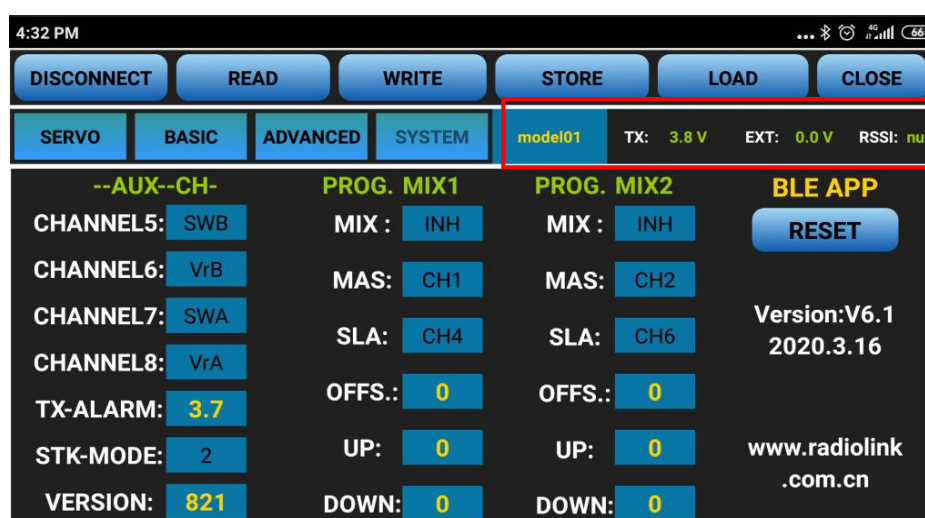 4:32 PM 4G 66
DISCONNECT READ WRITE STORE LOAD CLOSE
SERVO BASIC ADVANCED SYSTEM model01 TX: 3.8 V EXT: 0.0 V RSSI: nu
--AUX--CH- PROG. MIX1 PROG. MIX2 BLE APP
CHANNEL5: SWB MIX : INH MIX : INH RESET
CHANNEL6: VrB MAS: CH1 MAS: CH2
CHANNEL7: SWA SLA: CH4 SLA: CH6 Version:V6.1
2020.3.16
CHANNEL8: VrA OFFS.: 0 OFFS.: 0
TX-ALARM: 3.7
STK-MODE: 2 UP: 0 UP: 0 www.radiolink
.com.cn
VERSION: 821 DOWN: 0 DOWN: 0